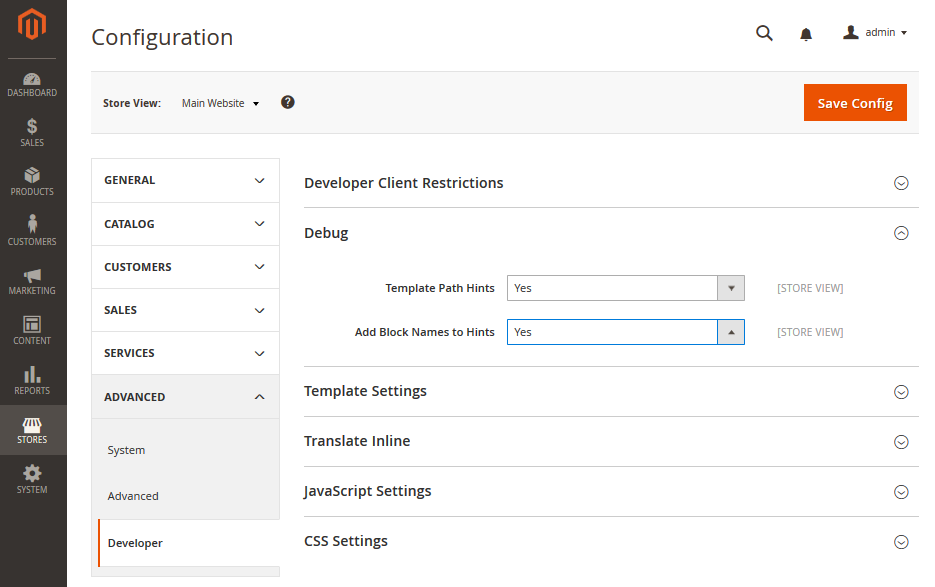 Configuration
admin
Store View: Main Website ?
Save Config
DASHBOARD
$
SALES
PRODUCTS
CUSTOMERS
MARKETING
CONTENT
REPORTS
STORES
SYSTEM
GENERAL
CATALOG
CUSTOMERS
SALES
SERVICES
ADVANCED
System
Advanced
Developer
Developer Client Restrictions
Debug
Template Path Hints Yes [STORE VIEW]
Add Block Names to Hints Yes [STORE VIEW]
Template Settings
Translate Inline
JavaScript Settings
CSS Settings